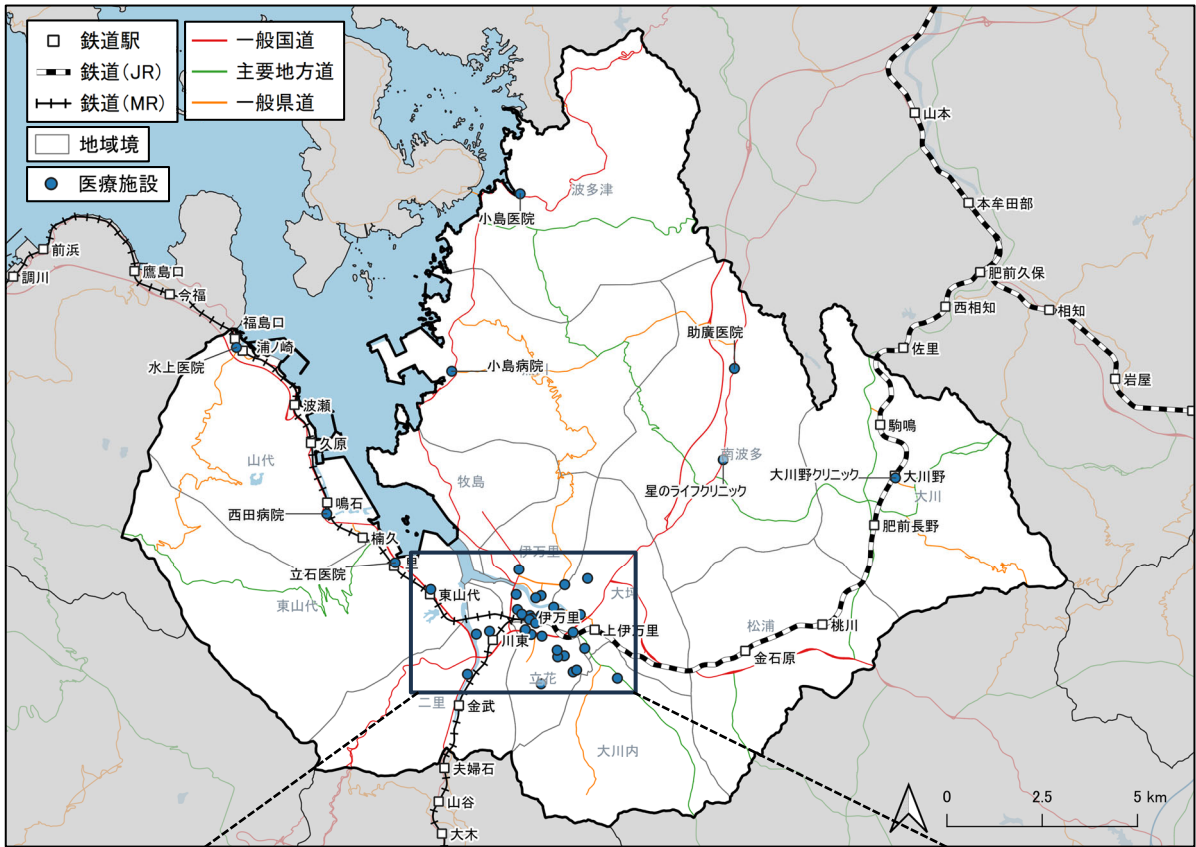 鉄道駅
鉄道(JR)
鉄道(MR)
地域境
医療施設
一般国道
主要地方道
一般県道
山本
本牟田部
肥前久保
西相知
相知
佐里
岩屋
波多津
小島医院
前浜
調川
鷹島口
今福
福島口
浦ノ崎
水上医院
助廣医院
小島病院
波瀬
久原
駒鳴
山代
牧島
南波多
星のライフクリニック
大川野クリニック
大川野
大川
鳴石
西田病院
楠久
肥前長野
立石医院
里
伊万里
東山代
東山代
大坪
伊万里
上伊万里
川東
松浦
桃川
金石原
立花
二里
金武
大川内
夫婦石
山谷
大木
0
2.5
5 km